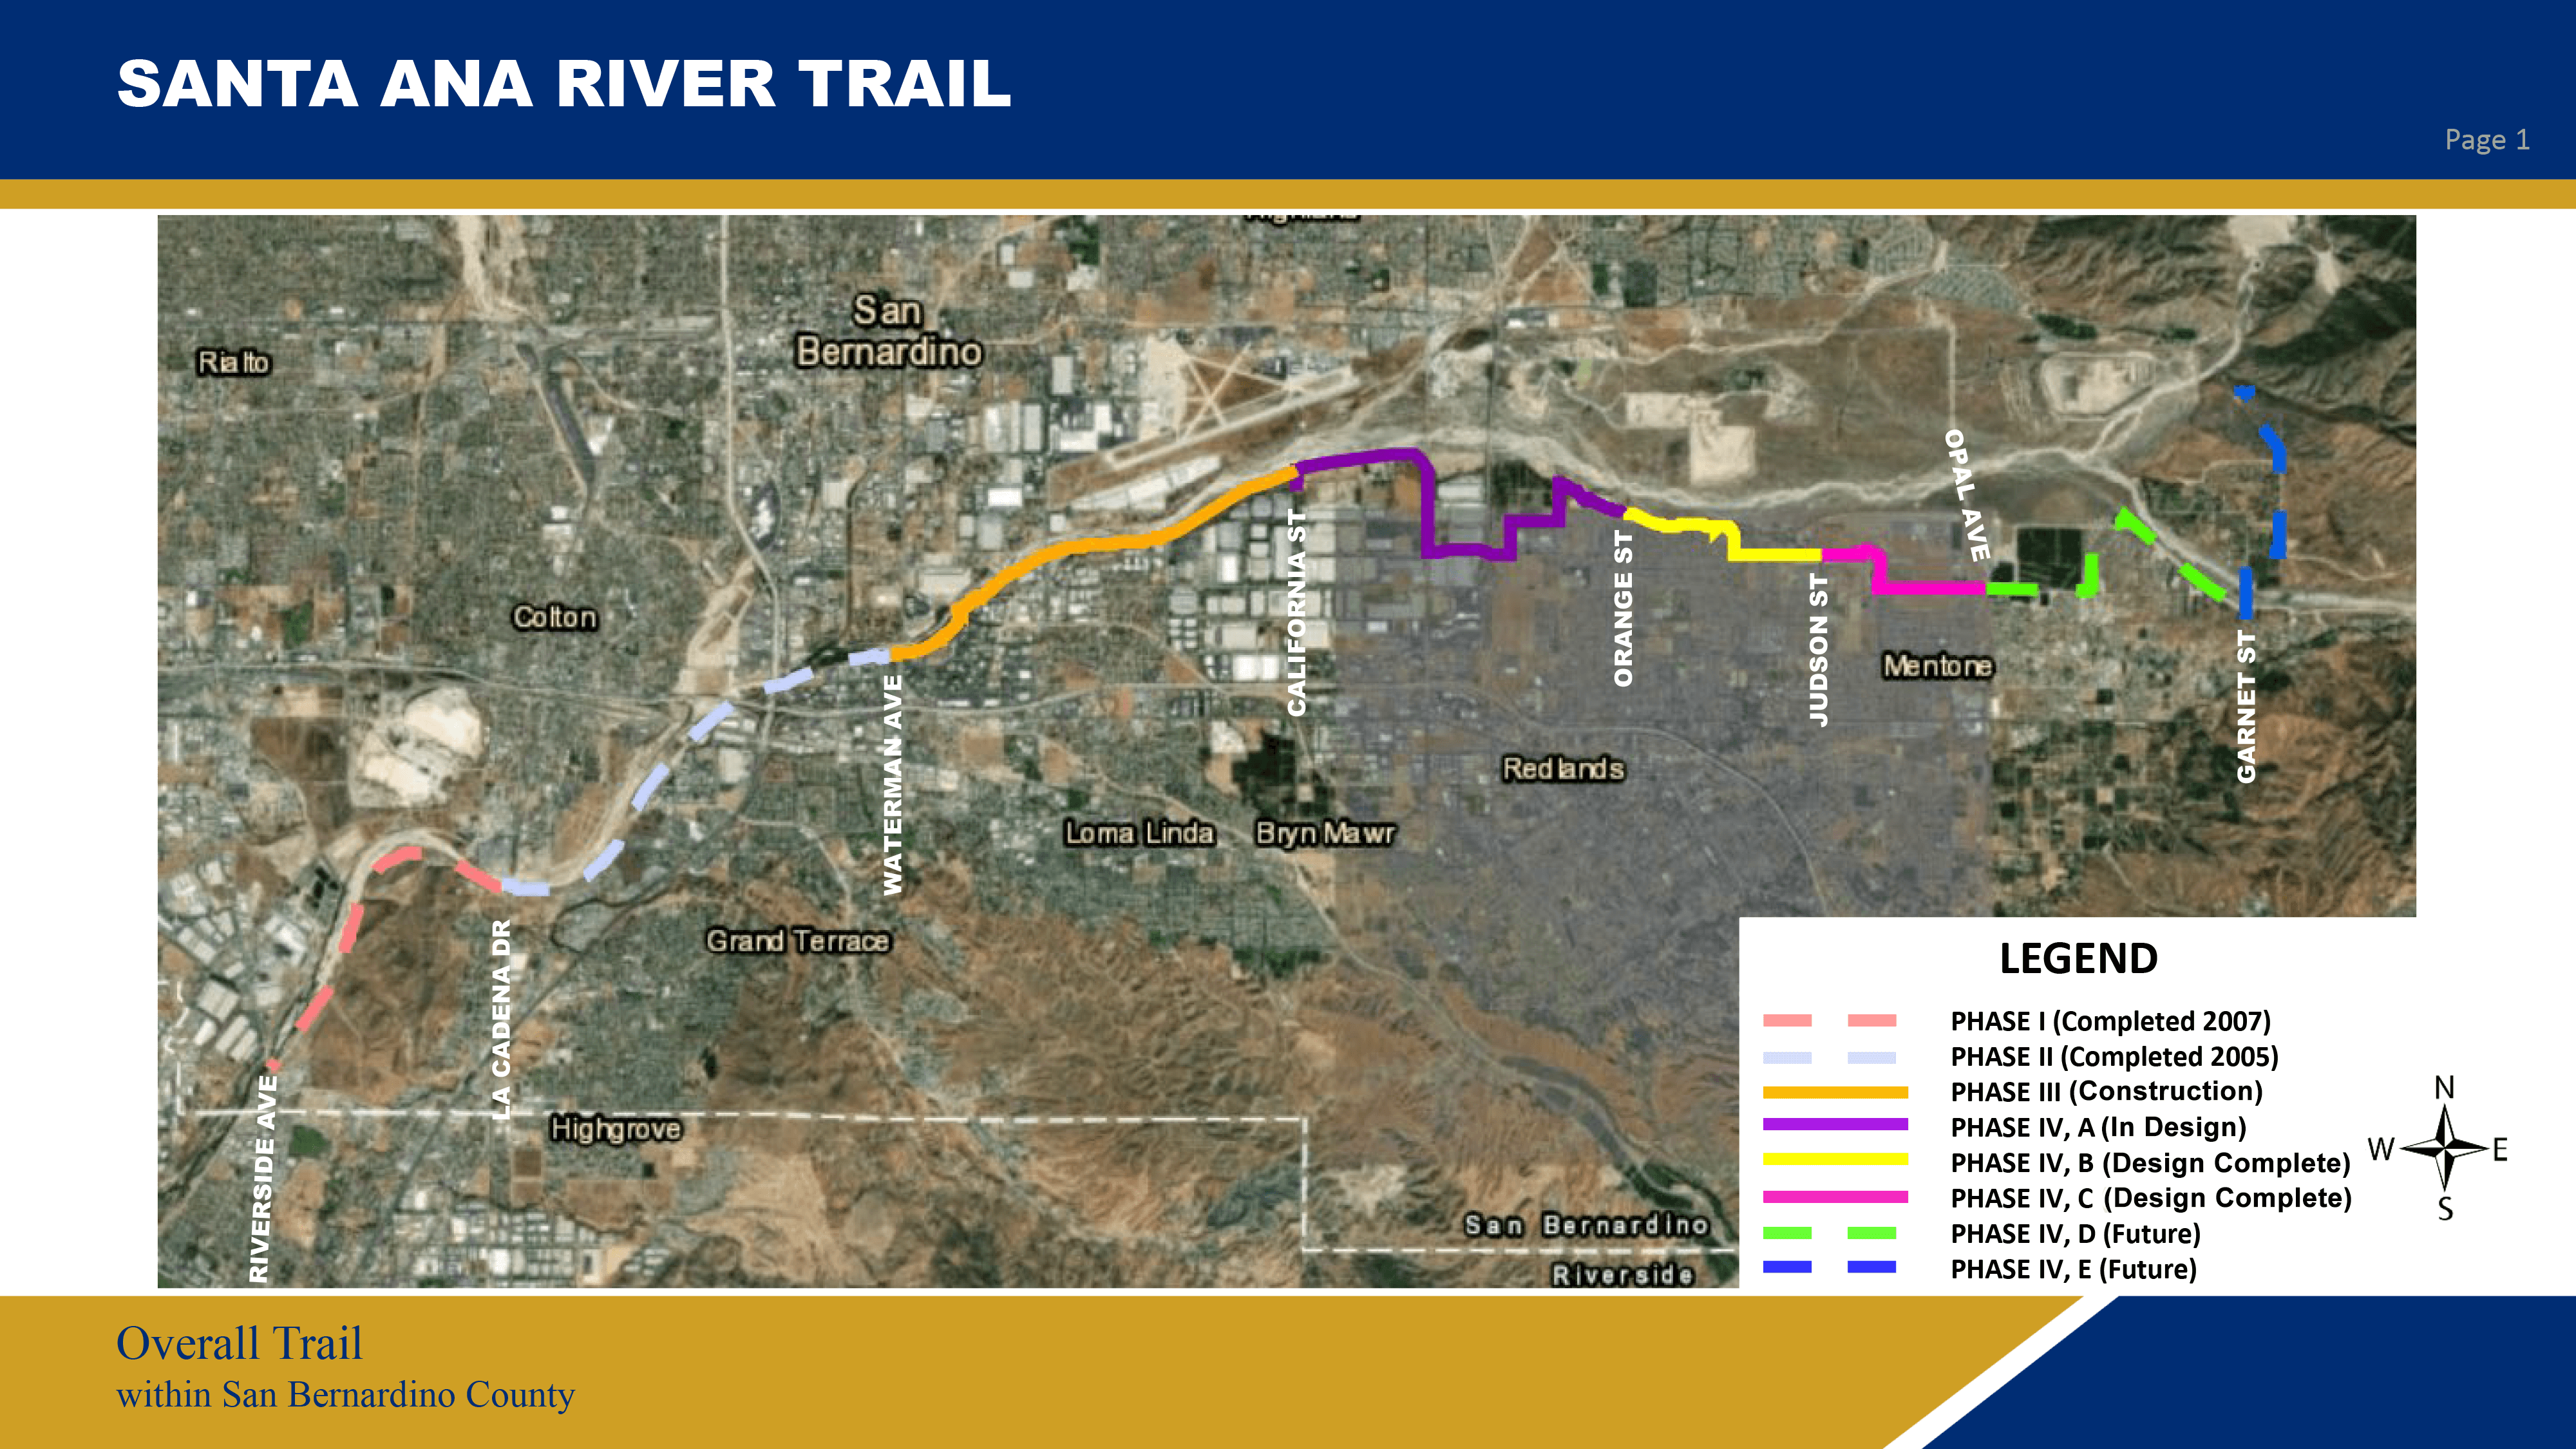 SANTA ANA RIVER TRAIL
Page 1
Highland
San
Bernardino
Rialto
OPAL AVE
CALIFORNIA ST
ORANGE ST
Colton
JUDSON ST
Mentone
GARNET ST
WATERMAN AVE
Redlands
Loma Linda
Bryn Mawr
LA CADENA DR
Grand Terrace
RIVERSIDE AVE
Highgrove
San Bernardino
Riverside
LEGEND
PHASE I (Completed 2007)
PHASE II (Completed 2005)
PHASE III (Construction)
PHASE IV, A (In Design)
PHASE IV, B (Design Complete)
PHASE IV, C (Design Complete)
PHASE IV, D (Future)
PHASE IV, E (Future)
N
W E
S
Overall Trail
within San Bernardino County